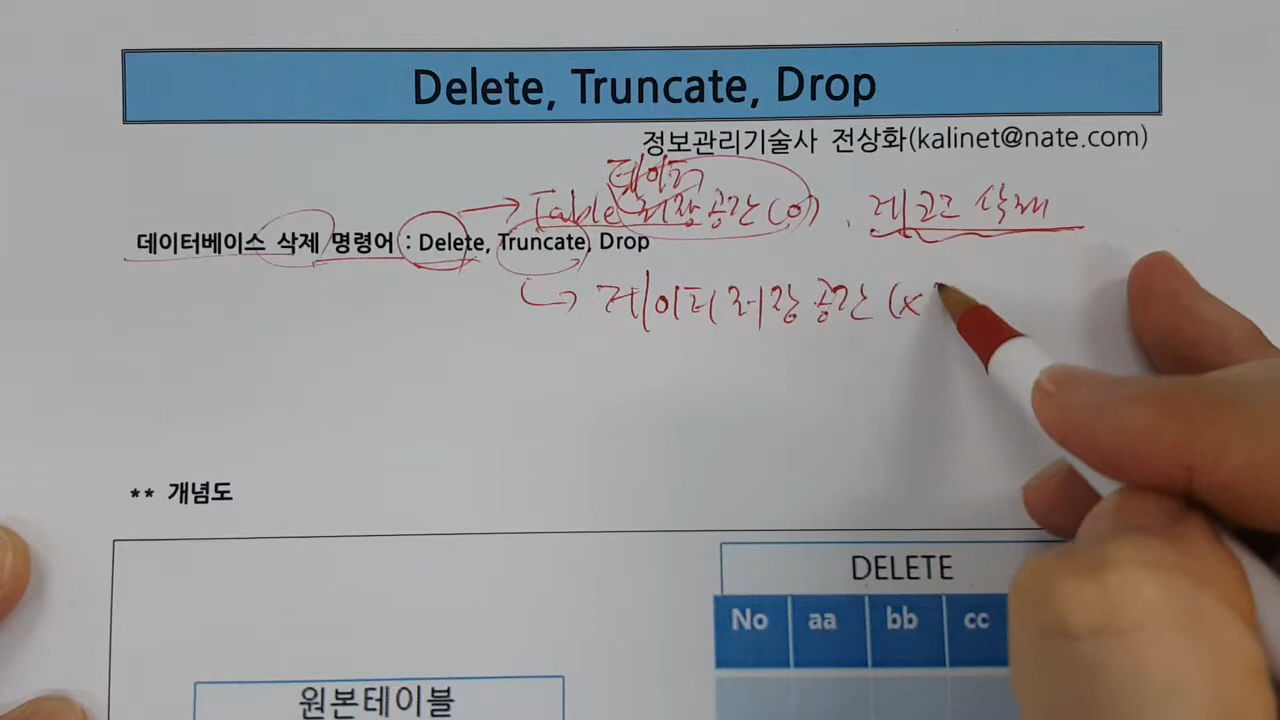 Delete, Truncate, Drop
정보관리기술사 전상화(kalinet@nate.com)
데이터
Table 저장공간(O) , 레코드 삭제
데이터베이스 삭제 명령어 : Delete, Truncate, Drop
데이터 저장공간 (X
** 개념도
DELETE
No aa bb cc
원본테이블